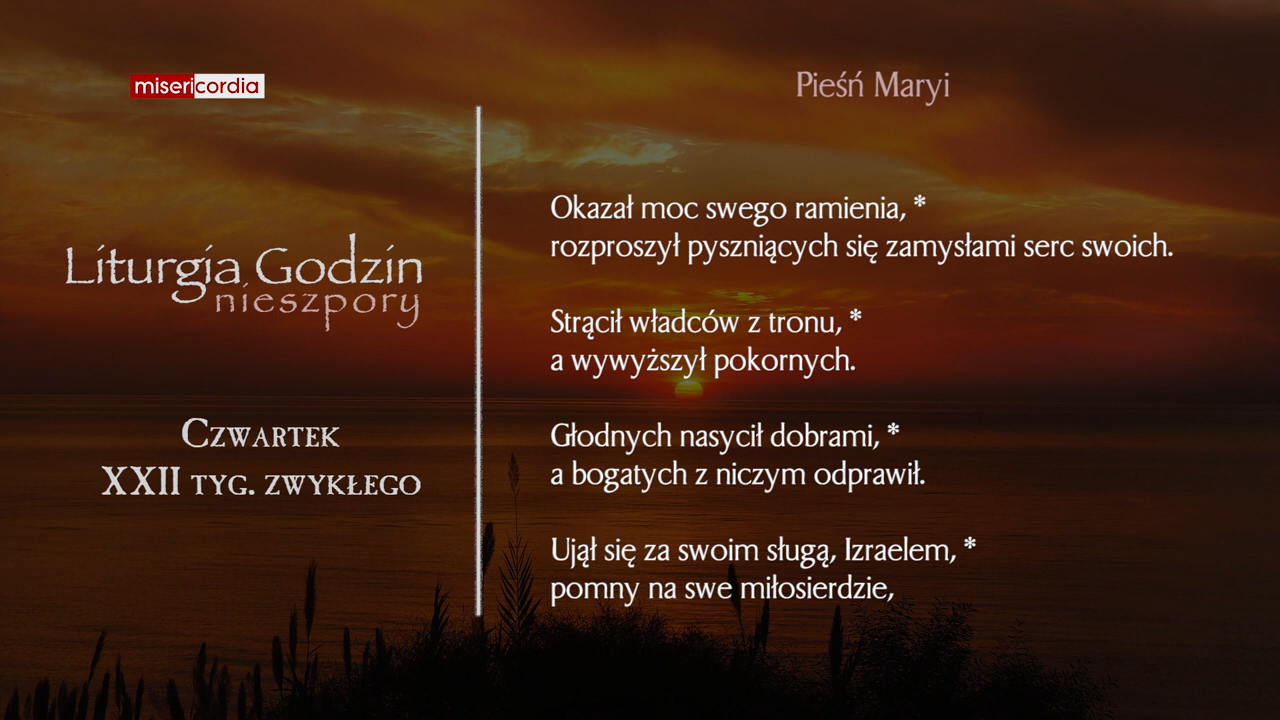 misericordia
Liturgia Godzin
nieszpory
Czwartek
XXII tyg. zwykłego
Pieśń Maryi
Okazał moc swego ramienia, *
rozproszył pyszniących się zamysłami serc swoich.
Strącił władców z tronu, *
a wywyższył pokornych.
Głodnych nasycił dobrami, *
a bogatych z niczym odprawił.
Ujął się za swoim sługą, Izraelem, *
pomny na swe miłosierdzie,